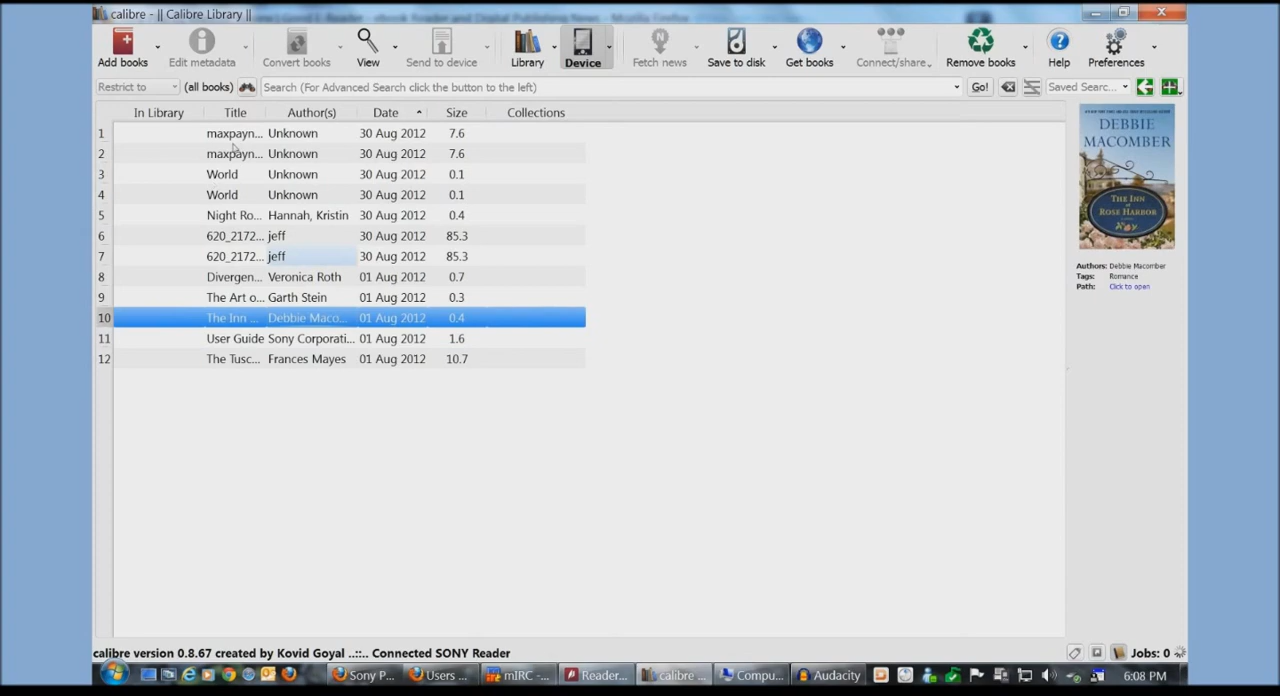 calibre - || Calibre Library ||
Add books
Edit metadata
Convert books
View
Send to device
Library
Device
Fetch news
Save to disk
Get books
Connect/share
Remove books
Help
Preferences
Restrict to
(all books)
Search (For Advanced Search click the button to the left)
Go!
Saved Searc...
In Library Title Author(s) Date Size Collections
1 maxpayn... Unknown 30 Aug 2012 7.6
2 maxpayn... Unknown 30 Aug 2012 7.6
3 World Unknown 30 Aug 2012 0.1
4 World Unknown 30 Aug 2012 0.1
5 Night Ro... Hannah, Kristin 30 Aug 2012 0.4
6 620_2172... jeff 30 Aug 2012 85.3
7 620_2172... jeff 30 Aug 2012 85.3
8 Divergen... Veronica Roth 01 Aug 2012 0.7
9 The Art o... Garth Stein 01 Aug 2012 0.3
10 The Inn ... Debbie Maco... 01 Aug 2012 0.4
11 User Guide Sony Corporati... 01 Aug 2012 1.6
12 The Tusc... Frances Mayes 01 Aug 2012 10.7
DEBBIE
MACOMBER
THE INN
at
ROSE HARBOR
Authors: Debbie Macomber
Tags: Romance
Path: Click to open
calibre version 0.8.67 created by Kovid Goyal ..::.. Connected SONY Reader
Jobs: 0
Sony P...
Users ...
mIRC -...
Reader...
calibre ...
Compu...
Audacity
6:08 PM